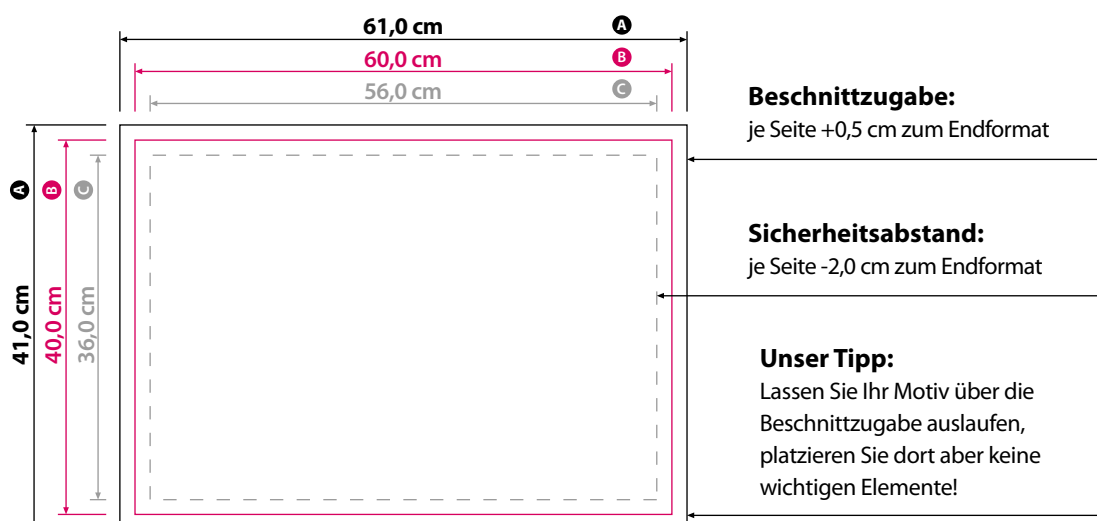 61,0 cm A
60,0 cm B
56,0 cm C
A
B
C
41,0 cm
40,0 cm
36,0 cm
Beschnittzugabe:
je Seite +0,5 cm zum Endformat
Sicherheitsabstand:
je Seite -2,0 cm zum Endformat
Unser Tipp:
Lassen Sie Ihr Motiv über die
Beschnittzugabe auslaufen,
platzieren Sie dort aber keine
wichtigen Elemente!